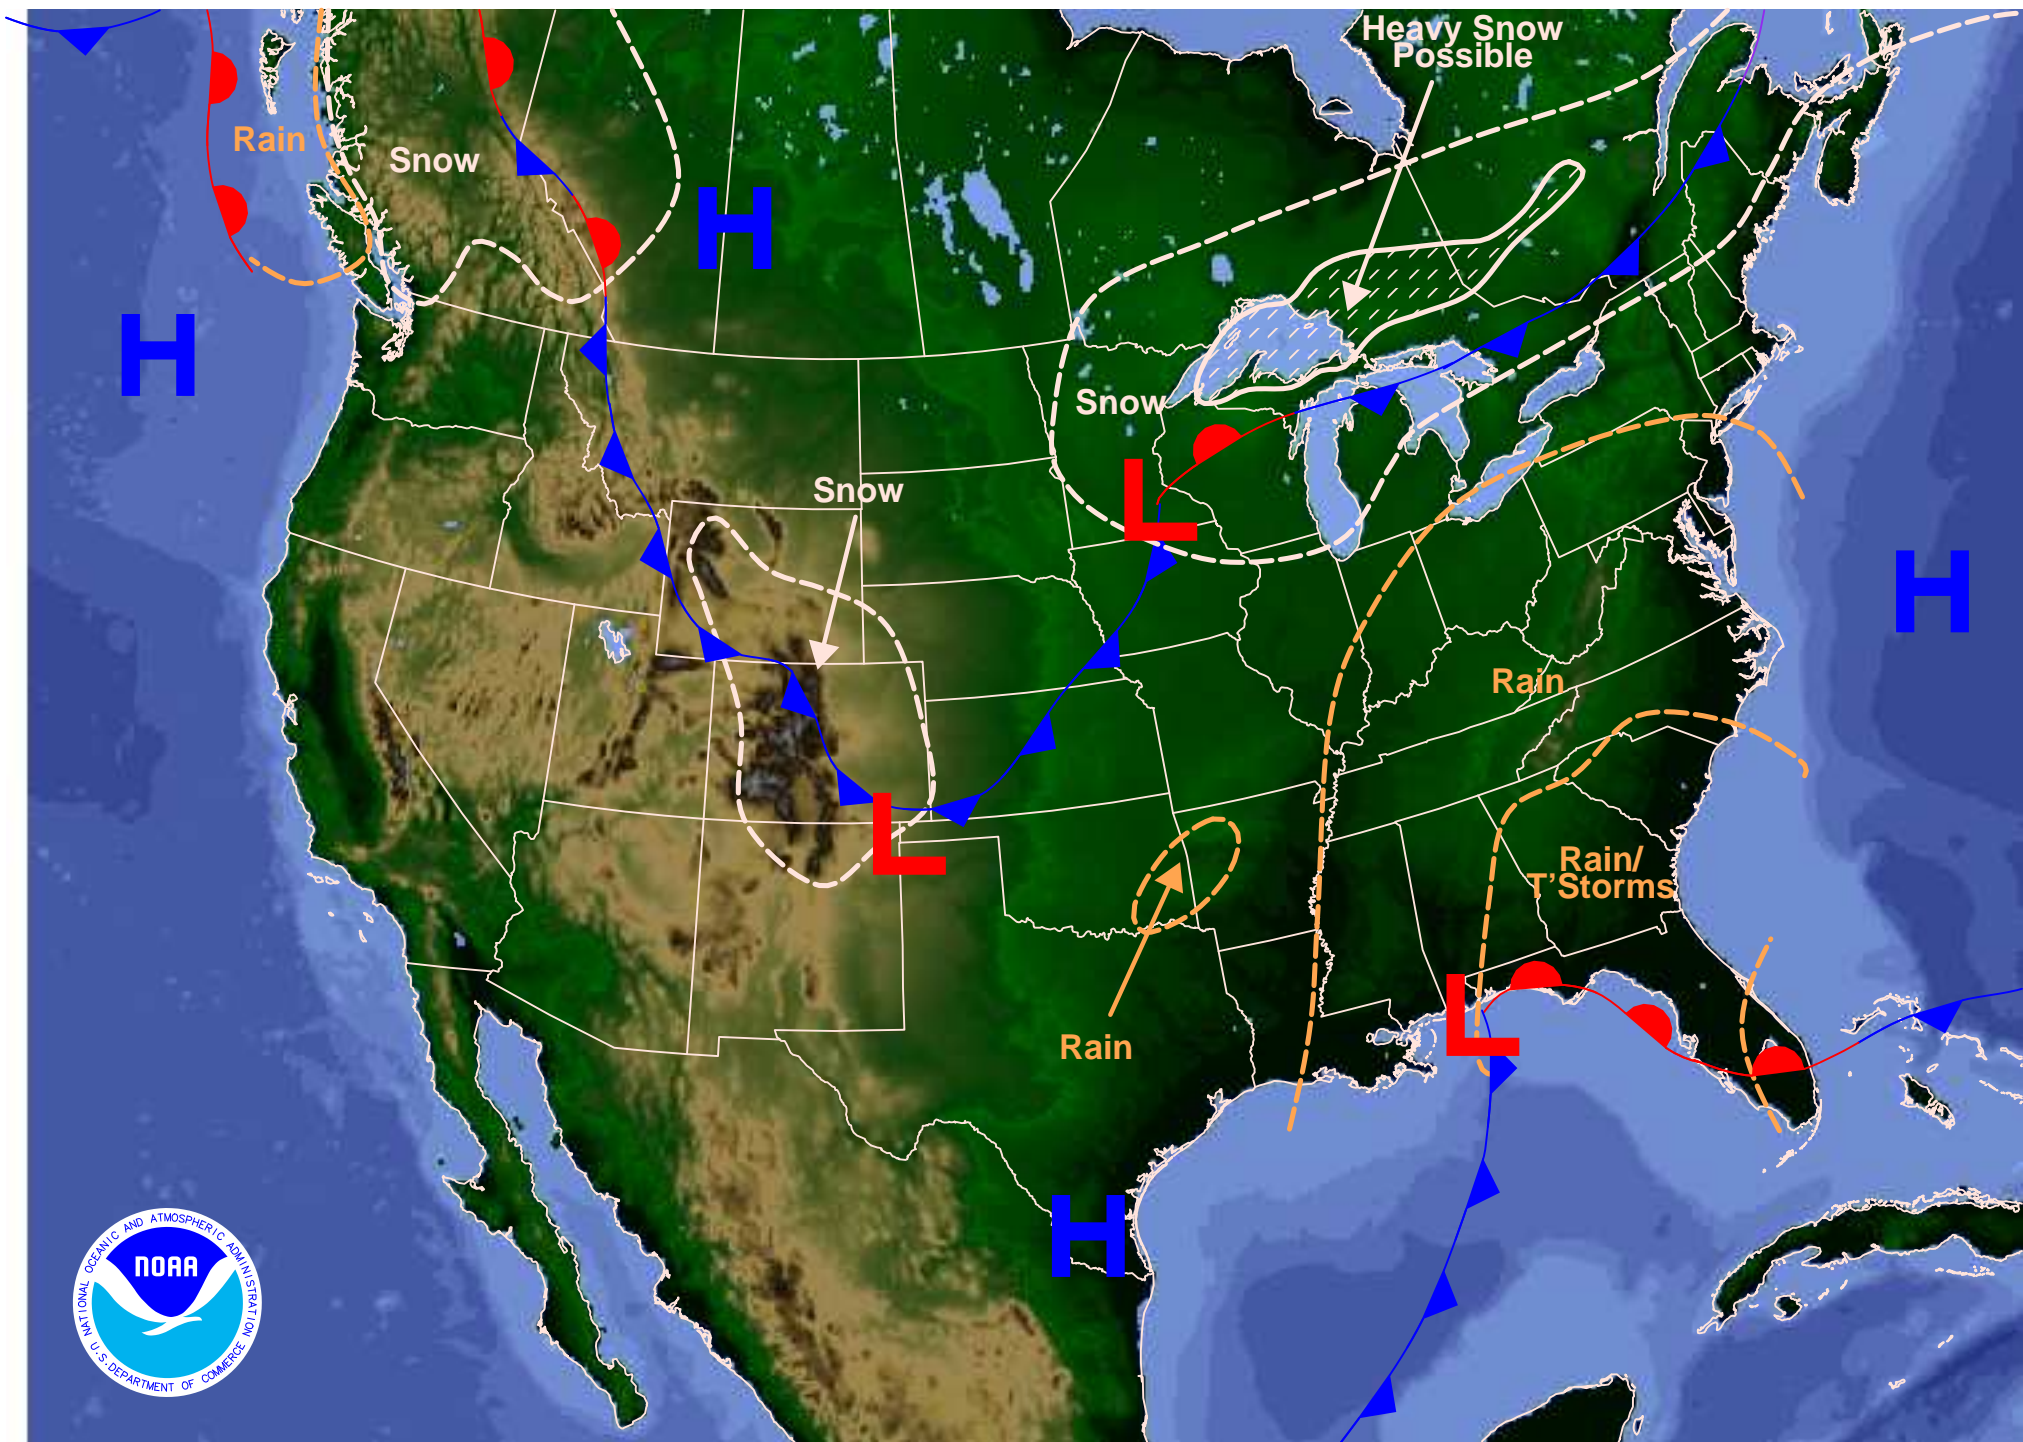 Heavy Snow
Possible
Rain
Snow
H
H
Snow
Snow
L
H
Rain
L
Rain/
T'Storms
L
Rain
H
NATIONAL OCEANIC AND ATMOSPHERIC ADMINISTRATION
NOAA
U.S. DEPARTMENT OF COMMERCE